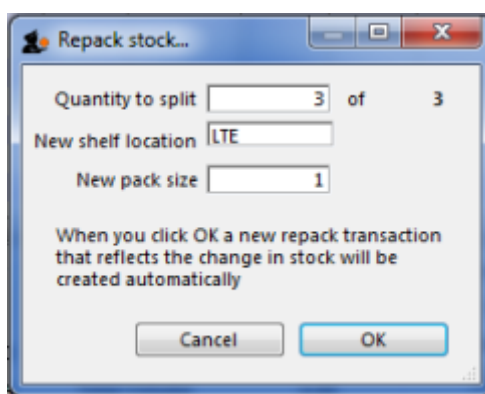 Repack stock...
Quantity to split 3 of 3
New shelf location LTE
New pack size 1
When you click OK a new repack transaction
that reflects the change in stock will be
created automatically
Cancel OK